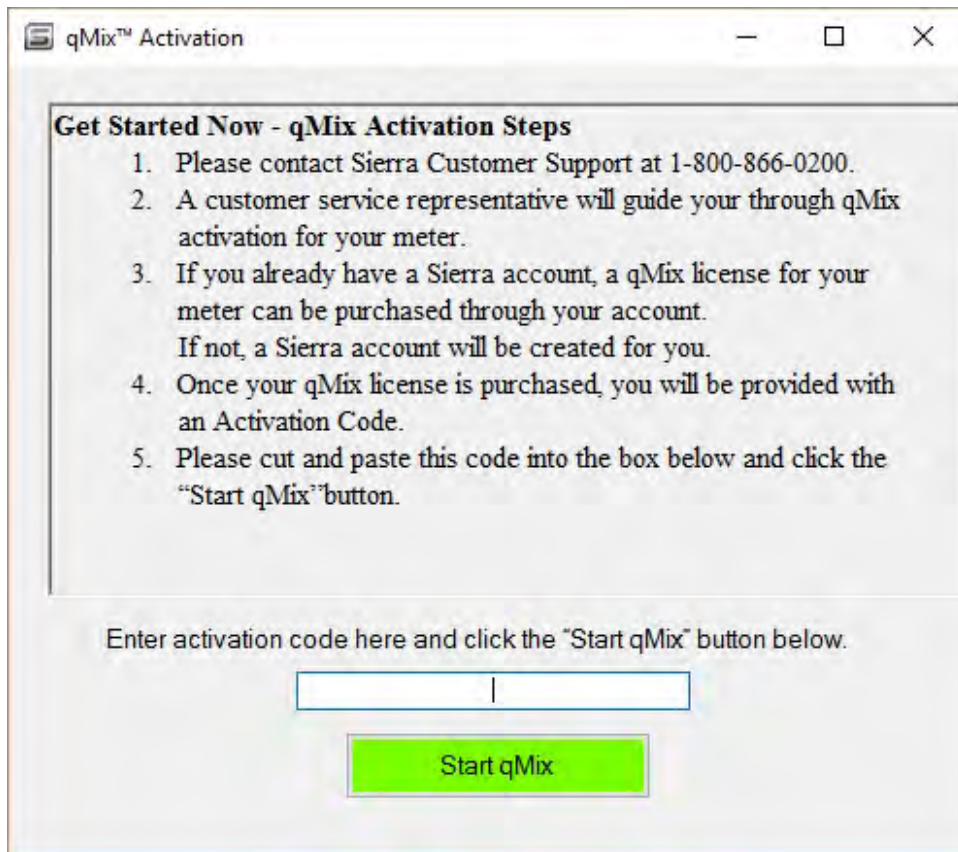 qMix™ Activation
Get Started Now - qMix Activation Steps
1. Please contact Sierra Customer Support at 1-800-866-0200.
2. A customer service representative will guide your through qMix
activation for your meter.
3. If you already have a Sierra account, a qMix license for your
meter can be purchased through your account.
If not, a Sierra account will be created for you.
4. Once your qMix license is purchased, you will be provided with
an Activation Code.
5. Please cut and paste this code into the box below and click the
“Start qMix”button.
Enter activation code here and click the "Start qMix" button below.
Start qMix